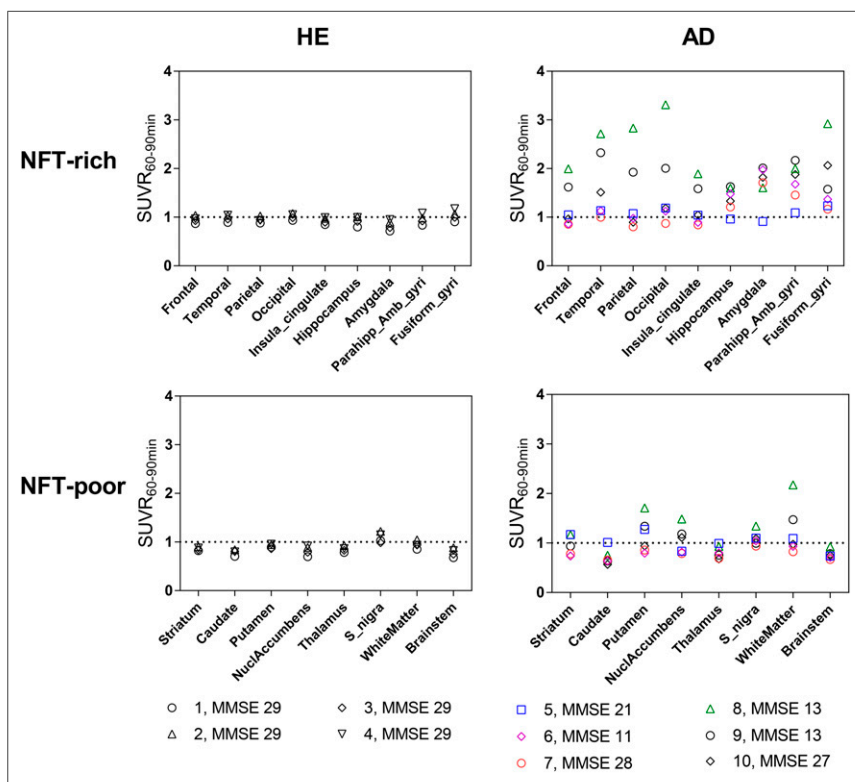 HE
AD
NFT-rich
SUVR60-90min
4
3
2
1
0
Frontal
Temporal
Parietal
Occipital
Insula_cingulate
Hippocampus
Amygdala
Parahipp_Amb_gyri
Fusiform_gyri
SUVR60-90min
4
3
2
1
0
Frontal
Temporal
Parietal
Occipital
Insula_cingulate
Hippocampus
Amygdala
Parahipp_Amb_gyri
Fusiform_gyri
NFT-poor
SUVR60-90min
4
3
2
1
0
Striatum
Caudate
Putamen
NuclAccumbens
Thalamus
S_nigra
WhiteMatter
Brainstem
SUVR60-90min
4
3
2
1
0
Striatum
Caudate
Putamen
NuclAccumbens
Thalamus
S_nigra
WhiteMatter
Brainstem
1, MMSE 29
3, MMSE 29
2, MMSE 29
4, MMSE 29
5, MMSE 21
8, MMSE 13
6, MMSE 11
9, MMSE 13
7, MMSE 28
10, MMSE 27